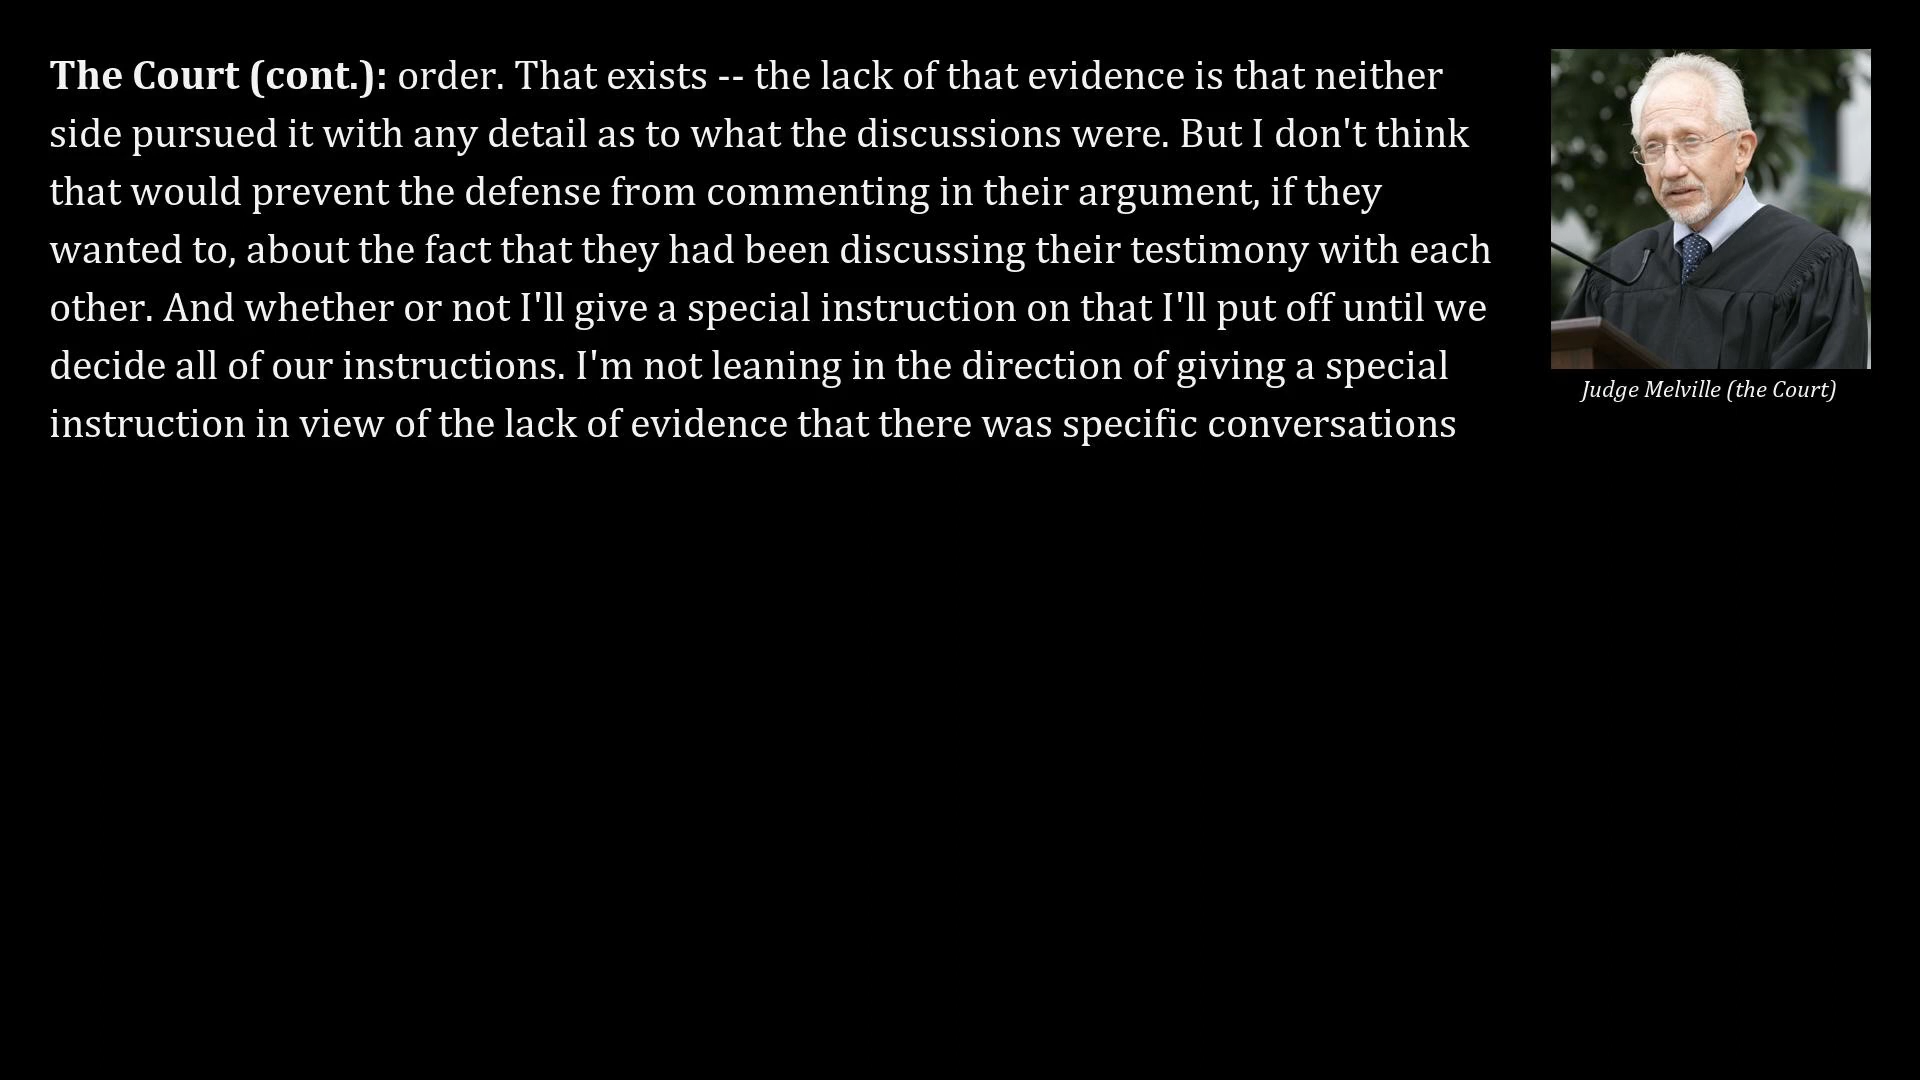 The Court (cont.): order. That exists -- the lack of that evidence is that neither
side pursued it with any detail as to what the discussions were. But I don't think
that would prevent the defense from commenting in their argument, if they
wanted to, about the fact that they had been discussing their testimony with each
other. And whether or not I'll give a special instruction on that I'll put off until we
decide all of our instructions. I'm not leaning in the direction of giving a special
instruction in view of the lack of evidence that there was specific conversations
Judge Melville (the Court)